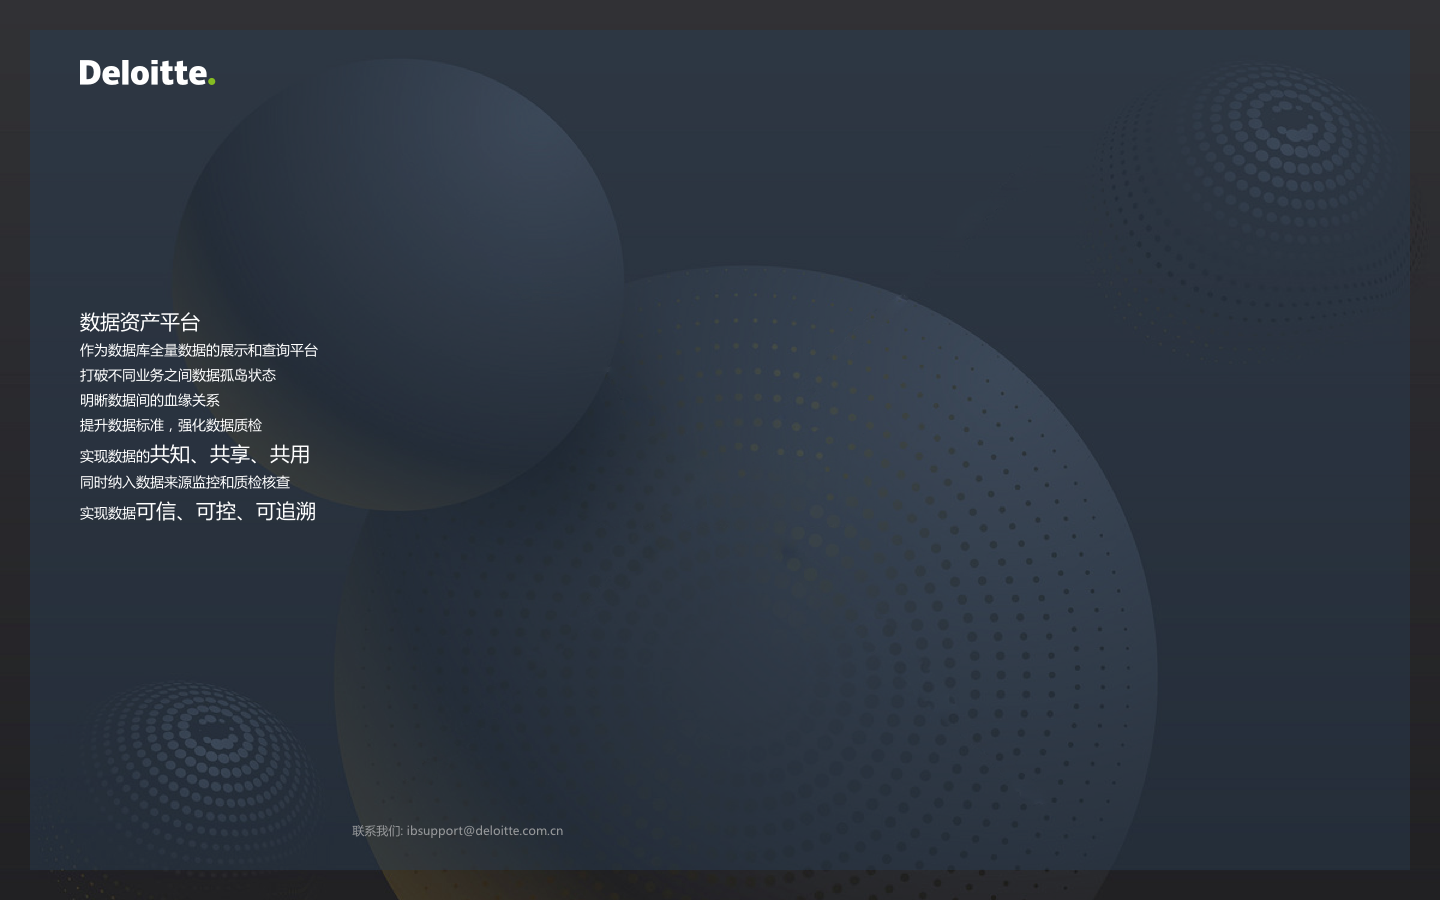 Deloitte.
数据资产平台
作为数据库全量数据的展示和查询平台
打破不同业务之间数据孤岛状态
明晰数据间的血缘关系
提升数据标准，强化数据质检
实现数据的共知、共享、共用
同时纳入数据来源监控和质检核查
实现数据可信、可控、可追溯
联系我们: ibsupport@deloitte.com.cn